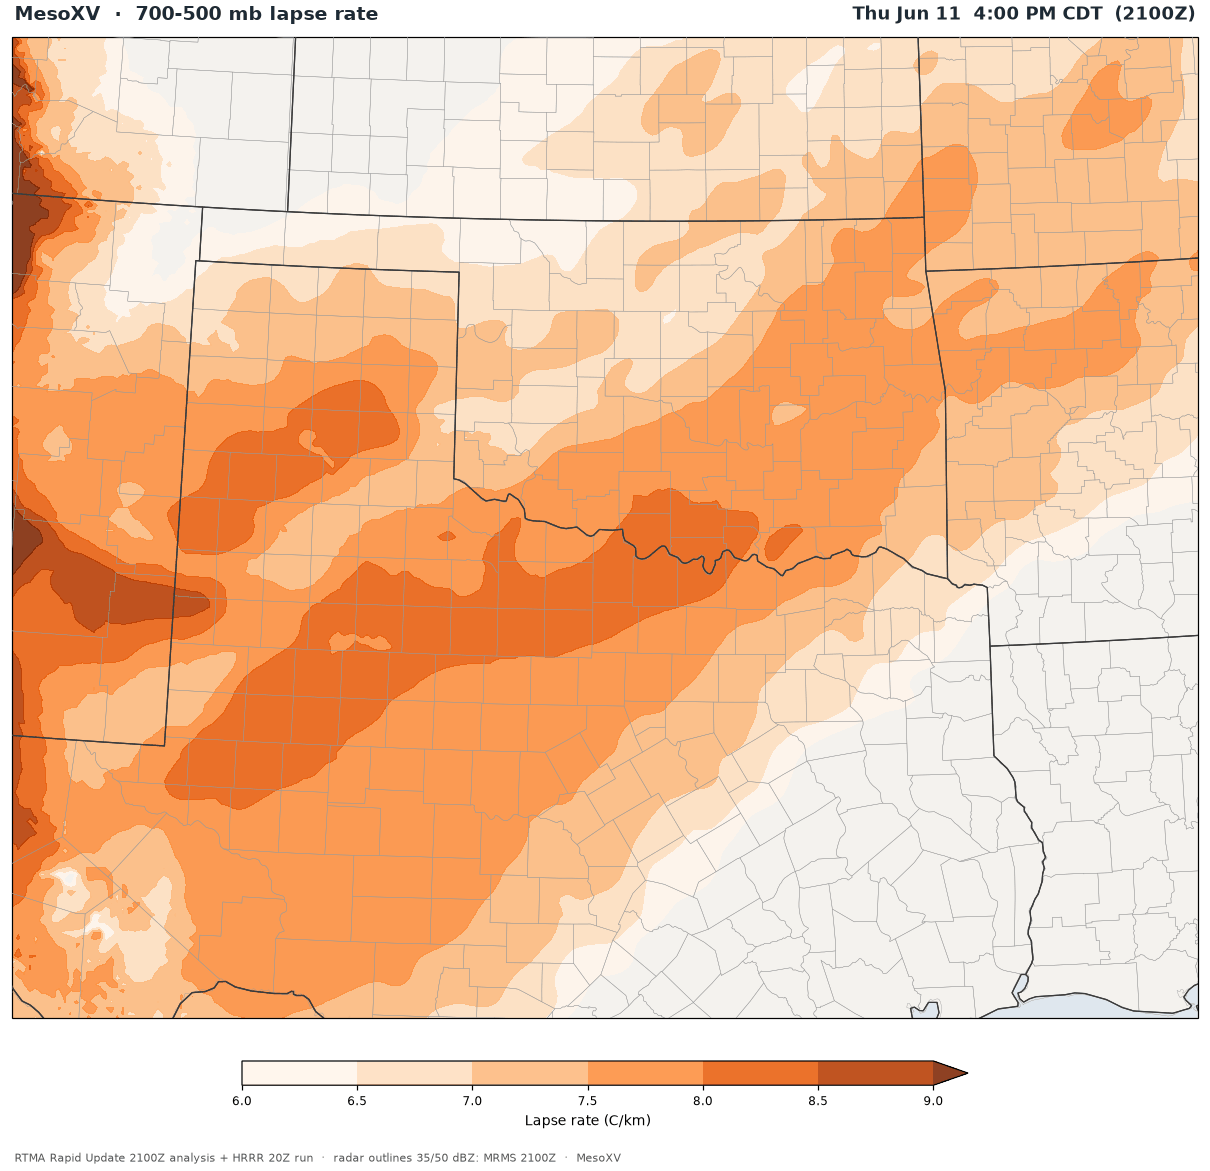 MesoXV · 700-500 mb lapse rate
Thu Jun 11 4:00 PM CDT (2100Z)
6.0 6.5 7.0 7.5 8.0 8.5 9.0
Lapse rate (C/km)
RTMA Rapid Update 2100Z analysis + HRRR 20Z run · radar outlines 35/50 dBZ: MRMS 2100Z · MesoXV